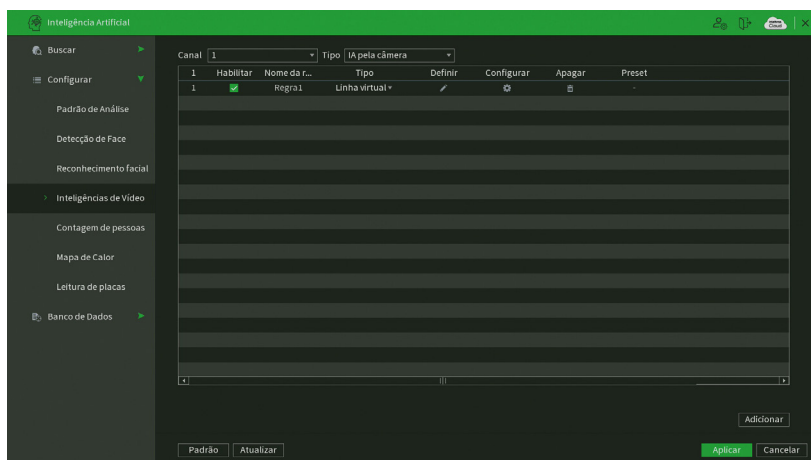 Inteligência Artificial
Buscar
Configurar
Padrão de Análise
Detecção de Face
Reconhecimento facial
Inteligências de Vídeo
Contagem de pessoas
Mapa de Calor
Leitura de placas
Banco de Dados
Canal 1 Tipo IA pela câmera
1 Habilitar Nome da r... Tipo Definir Configurar Apagar Preset
1 Regra1 Linha virtual -
Adicionar
Padrão Atualizar Aplicar Cancelar